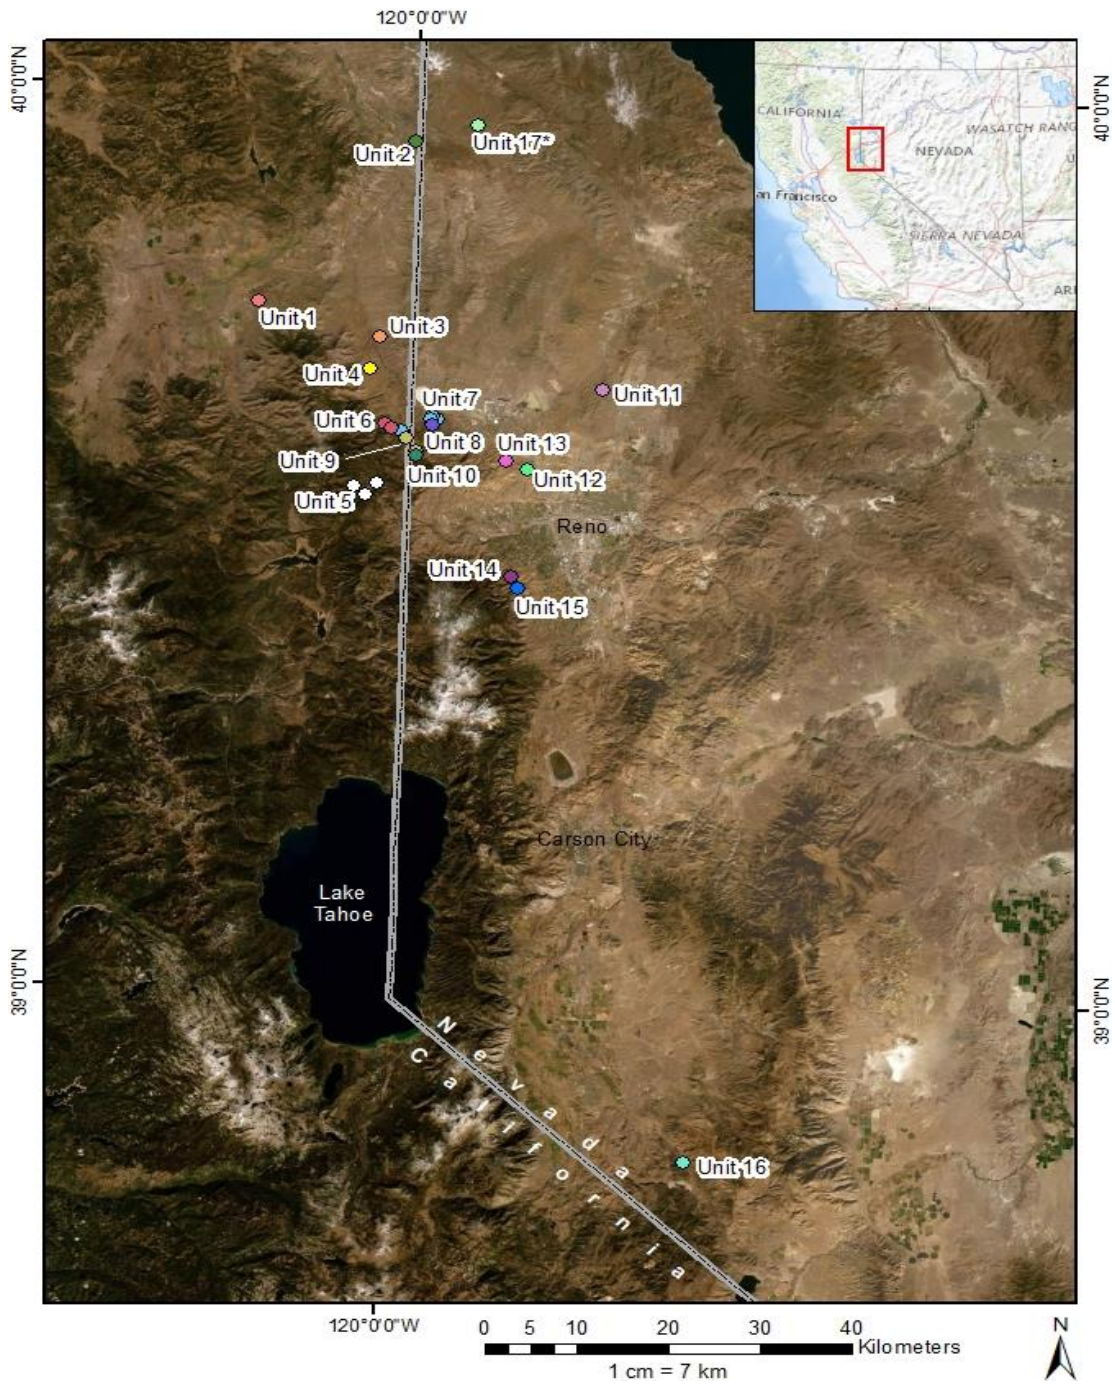 120°0'0"W
40°0'0"N
40°0'0"N
CALIFORNIA
WASATCH RANG
NEVADA
an Francisco
SIERRA NEVADA
Unit 17*
Unit 2
Unit 1
Unit 3
Unit 4
Unit 11
Unit 7
Unit 6
Unit 8
Unit 13
Unit 9
Unit 10
Unit 12
Unit 5
Reno
Unit 14
Unit 15
Carson City
Lake
Tahoe
39°0'0"N
39°0'0"N
Nevada
California
Unit 16
120°0'0"W
0 5 10 20 30 40
Kilometers
1 cm = 7 km
N